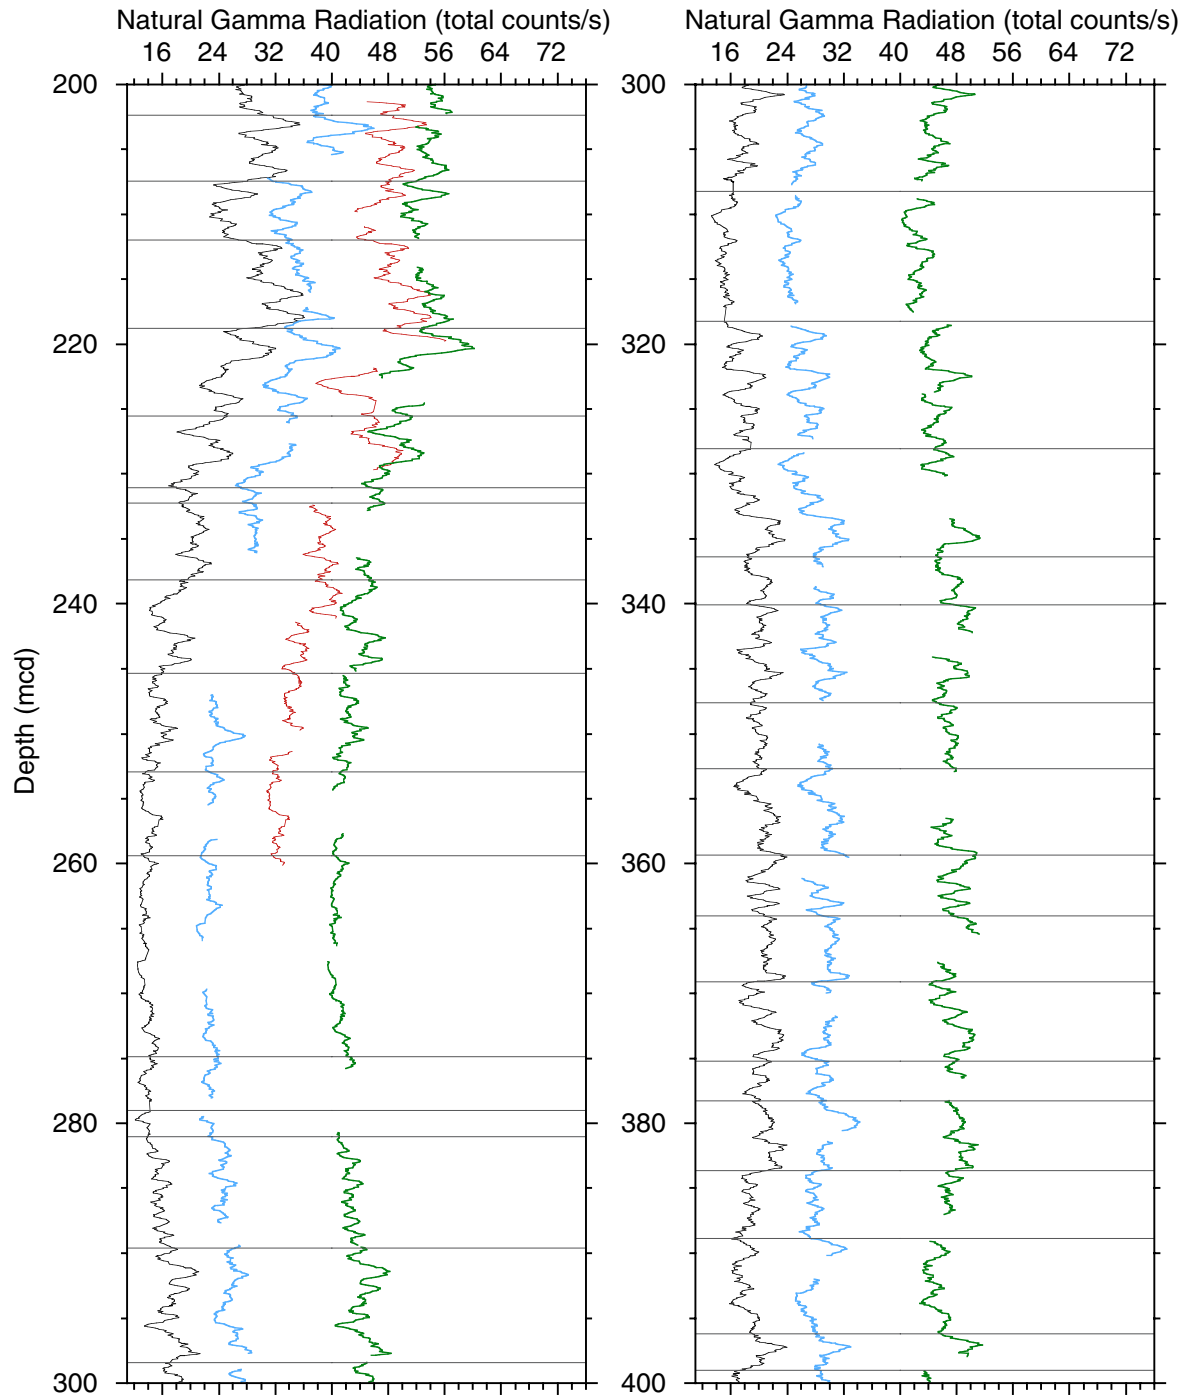 Natural Gamma Radiation (total counts/s)
16 24 32 40 48 56 64 72
200
220
240
260
280
300
Depth (mcd)
Natural Gamma Radiation (total counts/s)
16 24 32 40 48 56 64 72
300
320
340
360
380
400